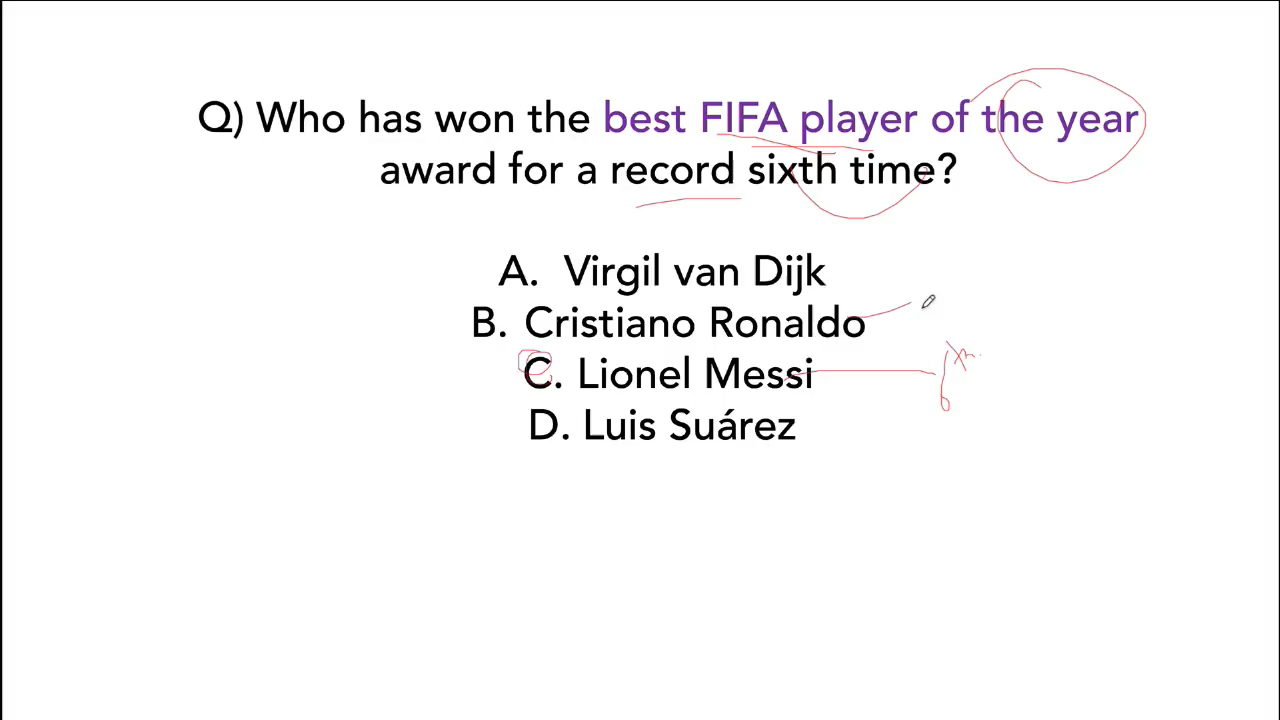 Q) Who has won the best FIFA player of the year
award for a record sixth time?
A. Virgil van Dijk
B. Cristiano Ronaldo
C. Lionel Messi
D. Luis Suárez